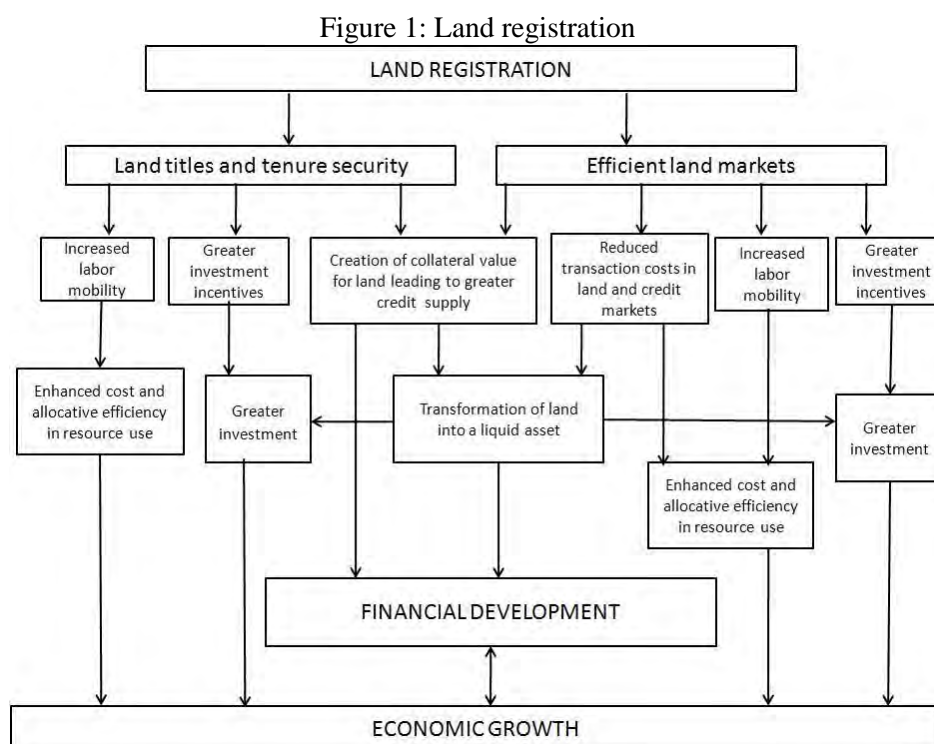 Figure 1: Land registration
LAND REGISTRATION
Land titles and tenure security
Efficient land markets
Increased
labor
mobility
Greater
investment
incentives
Creation of collateral value
for land leading to greater
credit supply
Reduced
transaction costs in
land and credit
markets
Increased
labor
mobility
Greater
investment
incentives
Enhanced cost and
allocative efficiency
in resource use
Greater
investment
Transformation of land
into a liquid asset
Greater
investment
Enhanced cost and
allocative efficiency
in resource use
FINANCIAL DEVELOPMENT
ECONOMIC GROWTH